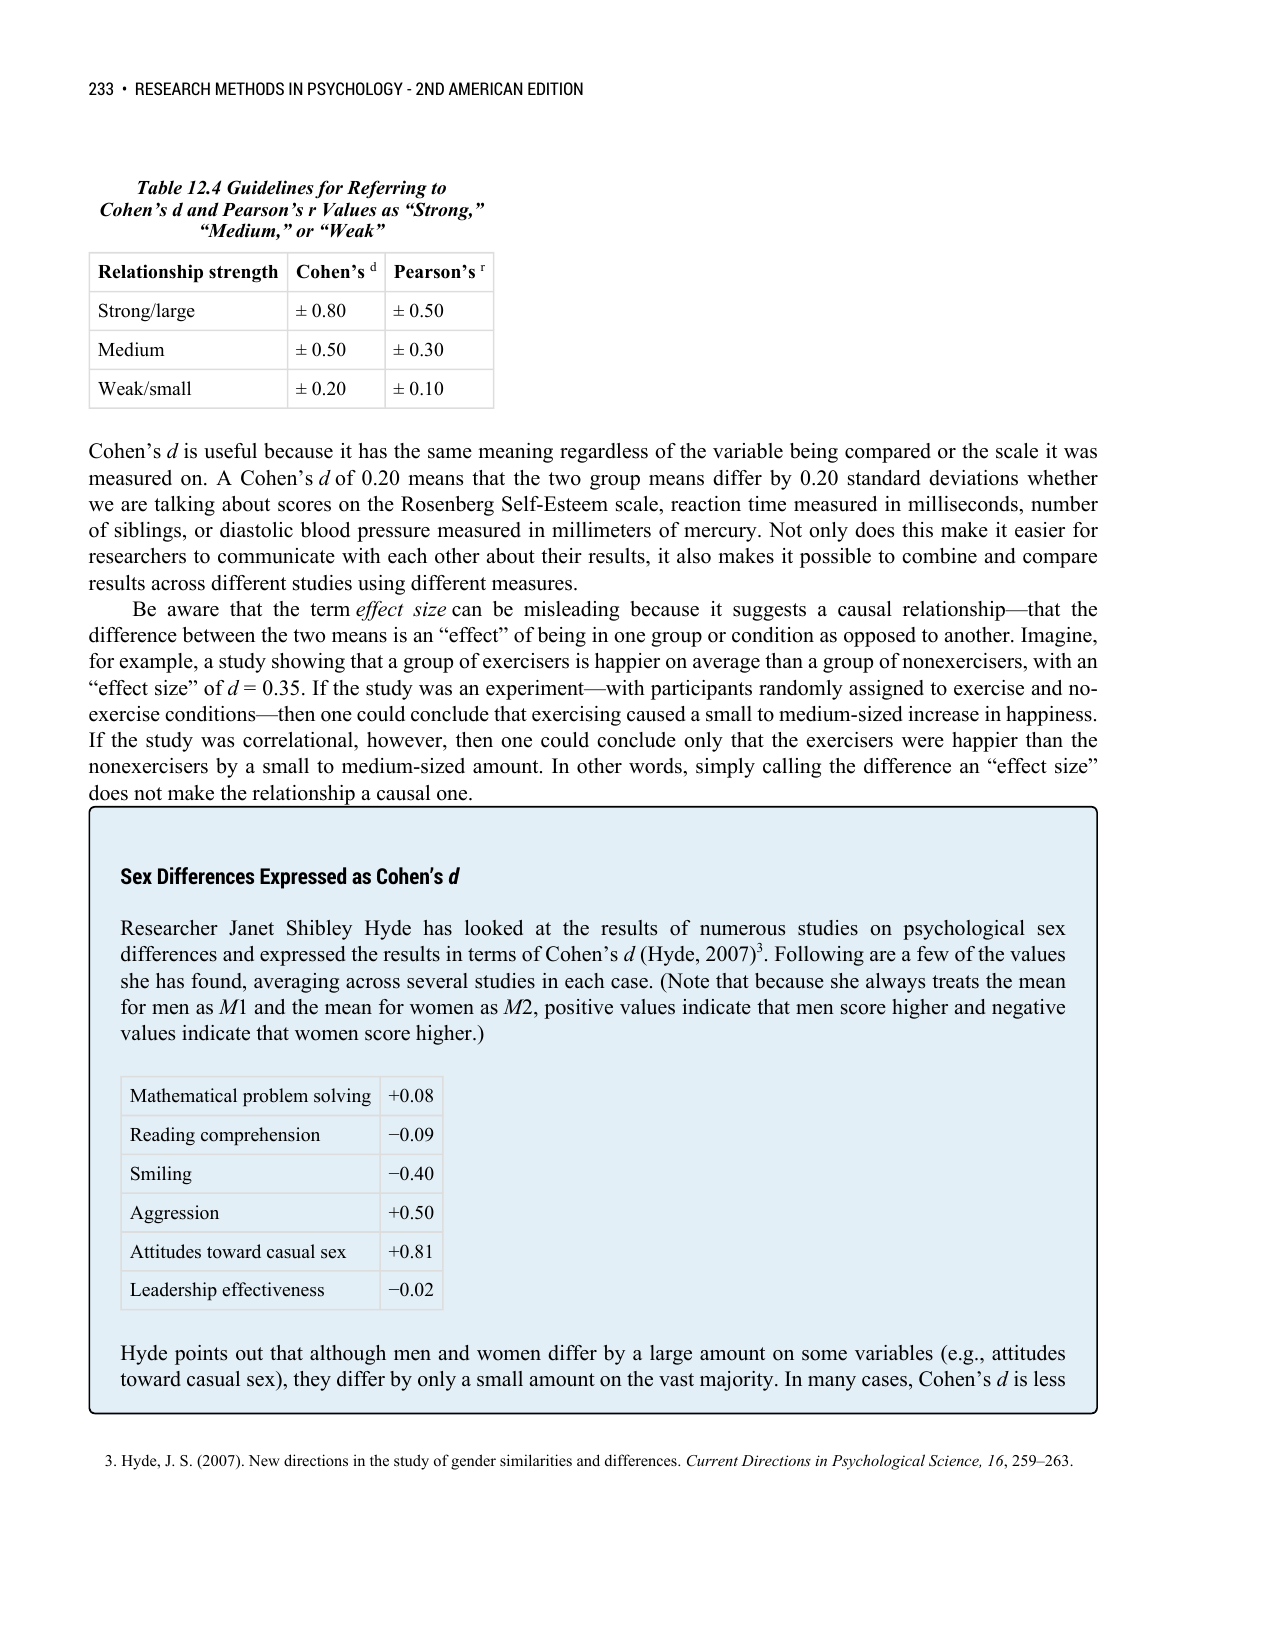 233 • RESEARCH METHODS IN PSYCHOLOGY - 2ND AMERICAN EDITION
Table 12.4 Guidelines for Referring to
Cohen’s d and Pearson’s r Values as “Strong,”
“Medium,” or “Weak”
Relationship strength Cohen’s d Pearson’s r
Strong/large ± 0.80 ± 0.50
Medium ± 0.50 ± 0.30
Weak/small ± 0.20 ± 0.10
Cohen’s d is useful because it has the same meaning regardless of the variable being compared or the scale it was
measured on. A Cohen’s d of 0.20 means that the two group means differ by 0.20 standard deviations whether
we are talking about scores on the Rosenberg Self-Esteem scale, reaction time measured in milliseconds, number
of siblings, or diastolic blood pressure measured in millimeters of mercury. Not only does this make it easier for
researchers to communicate with each other about their results, it also makes it possible to combine and compare
results across different studies using different measures.
Be aware that the term effect size can be misleading because it suggests a causal relationship—that the
difference between the two means is an “effect” of being in one group or condition as opposed to another. Imagine,
for example, a study showing that a group of exercisers is happier on average than a group of nonexercisers, with an
“effect size” of d = 0.35. If the study was an experiment—with participants randomly assigned to exercise and no-
exercise conditions—then one could conclude that exercising caused a small to medium-sized increase in happiness.
If the study was correlational, however, then one could conclude only that the exercisers were happier than the
nonexercisers by a small to medium-sized amount. In other words, simply calling the difference an “effect size”
does not make the relationship a causal one.
Sex Differences Expressed as Cohen’s d
Researcher Janet Shibley Hyde has looked at the results of numerous studies on psychological sex
differences and expressed the results in terms of Cohen’s d (Hyde, 2007)3. Following are a few of the values
she has found, averaging across several studies in each case. (Note that because she always treats the mean
for men as M1 and the mean for women as M2, positive values indicate that men score higher and negative
values indicate that women score higher.)
Mathematical problem solving +0.08
Reading comprehension −0.09
Smiling −0.40
Aggression +0.50
Attitudes toward casual sex +0.81
Leadership effectiveness −0.02
Hyde points out that although men and women differ by a large amount on some variables (e.g., attitudes
toward casual sex), they differ by only a small amount on the vast majority. In many cases, Cohen’s d is less
3. Hyde, J. S. (2007). New directions in the study of gender similarities and differences. Current Directions in Psychological Science, 16, 259–263.